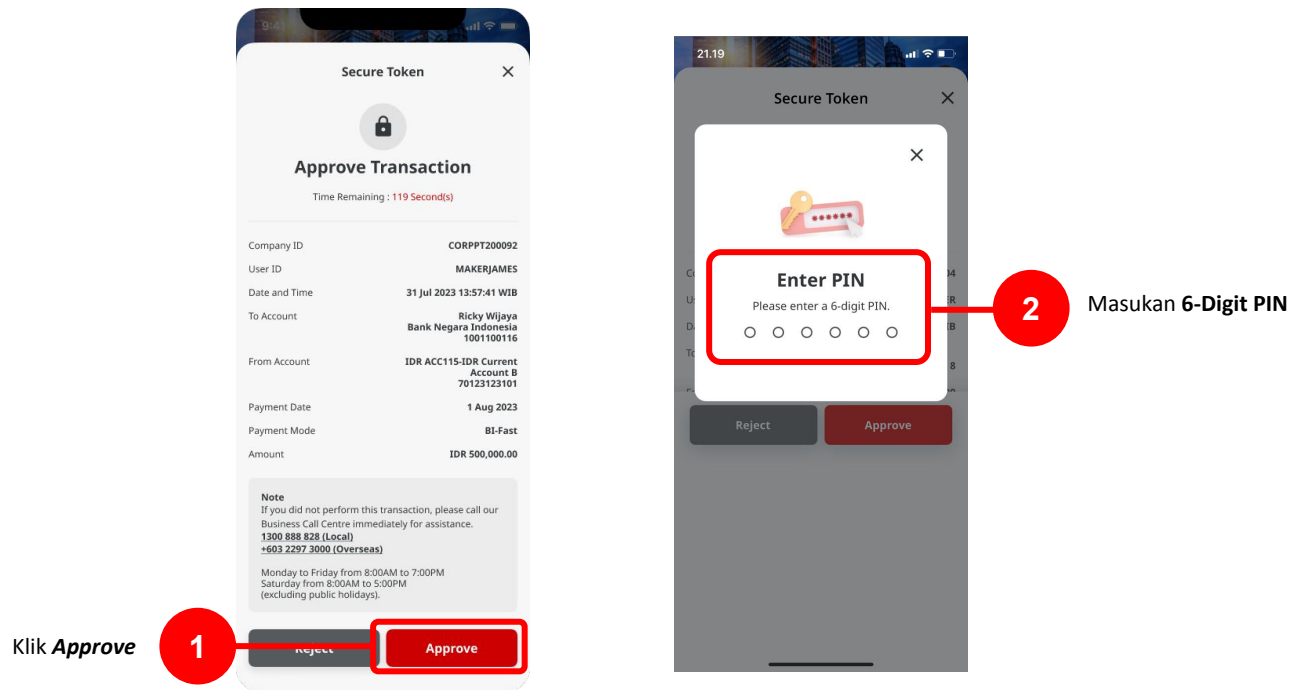 9:4
Secure Token
Approve Transaction
Time Remaining : 119 Second(s)
Company ID CORPPT200092
User ID MAKERJAMES
Date and Time 31 Jul 2023 13:57:41 WIB
To Account Ricky Wijaya
Bank Negara Indonesia
1001100116
From Account IDR ACC115-IDR Current
Account B
70123123101
Payment Date 1 Aug 2023
Payment Mode BI-Fast
Amount IDR 500,000.00
Note
If you did not perform this transaction, please call our
Business Call Centre immediately for assistance.
1300 888 828 (Local)
+603 2297 3000 (Overseas)
Monday to Friday from 8:00AM to 7:00PM
Saturday from 8:00AM to 5:00PM
(excluding public holidays).
Reject Approve
Klik Approve
1
21.19
Secure Token
Enter PIN
Please enter a 6-digit PIN.
04
ER
IB
8
Reject Approve
2
Masukan 6-Digit PIN